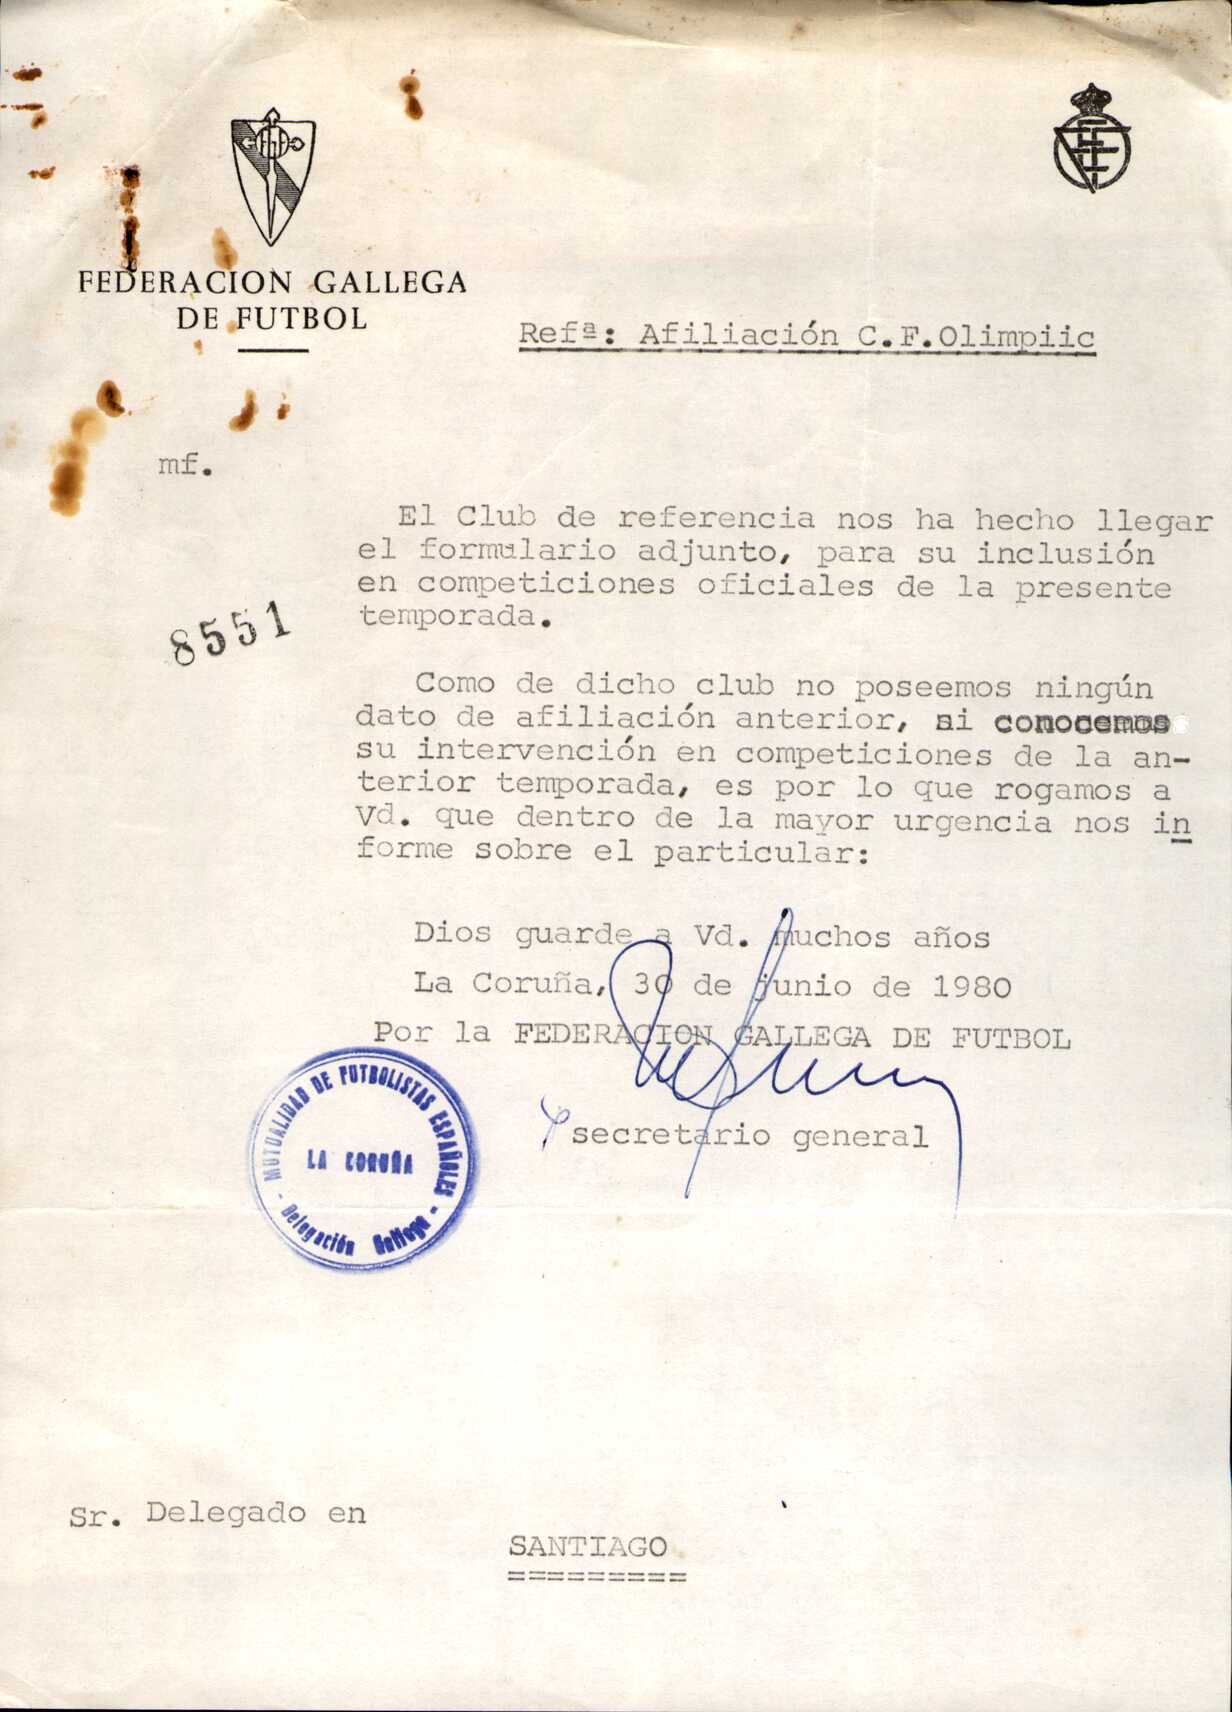 FEDERACION GALLEGA
DE FUTBOL
Refª: Afiliación C.F.Olimpiic
mf.
8551
El Club de referencia nos ha hecho llegar
el formulario adjunto, para su inclusión
en competiciones oficiales de la presente
temporada.
Como de dicho club no poseemos ningún
dato de afiliación anterior, ni conocemos
su intervención en competiciones de la an-
terior temporada, es por lo que rogamos a
Vd. que dentro de la mayor urgencia nos in
forme sobre el particular:
Dios guarde a Vd. muchos años
La Coruña, 30 de junio de 1980
Por la FEDERACION GALLEGA DE FUTBOL
secretario general
- MUTUALIDAD DE FUTBOLISTAS ESPAÑOLES -
LA CORUÑA
Delegación Gallega
Sr. Delegado en
SANTIAGO
=========